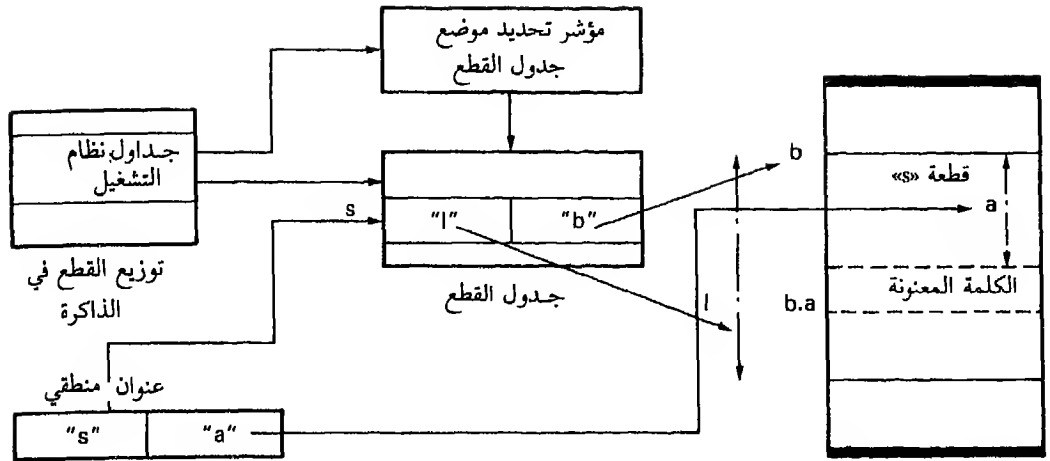 مؤشر تحديد موضع
جدول القطع
جداول نظام
التشغيل
توزيع القطع في
الذاكرة
s
"l"
"b"
جدول القطع
b
l
قطعة «s»
a
الكلمة المعنونة
b.a
عنوان منطقي
"s"
"a"